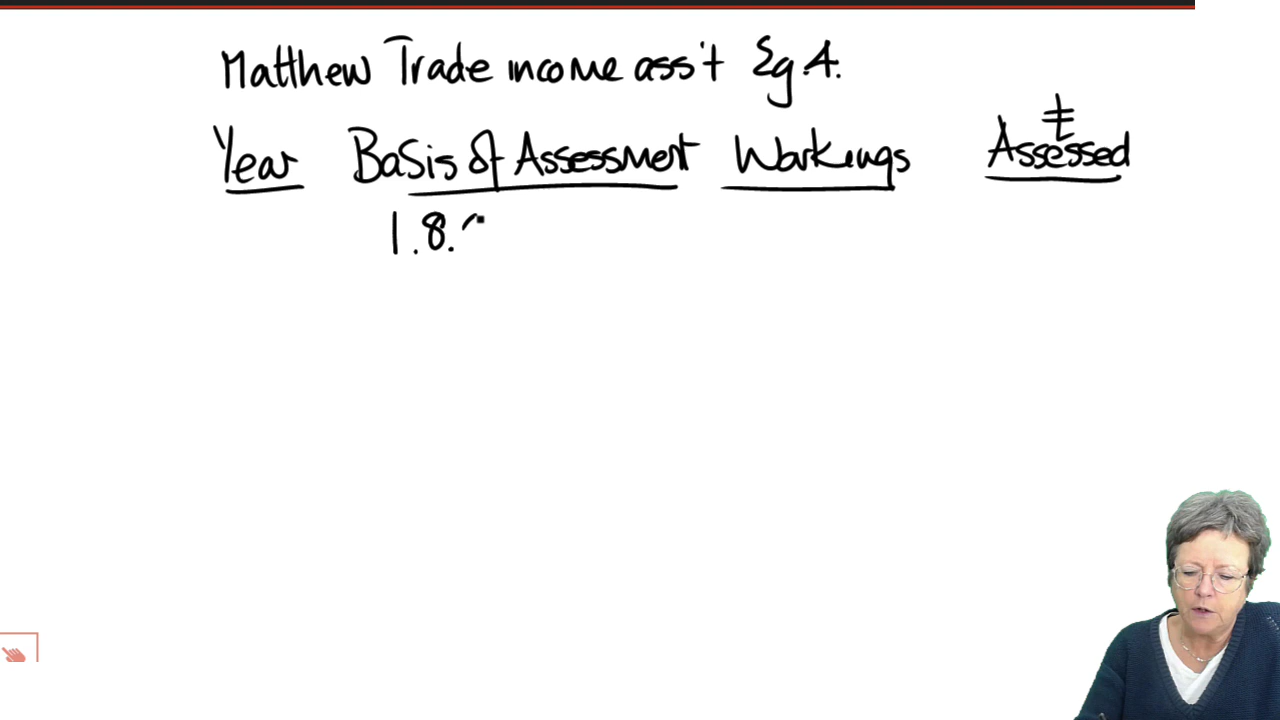 Matthew Trade income ass't Eg 4.
£
Year Basis of Assessment Workings Assessed
1.8.